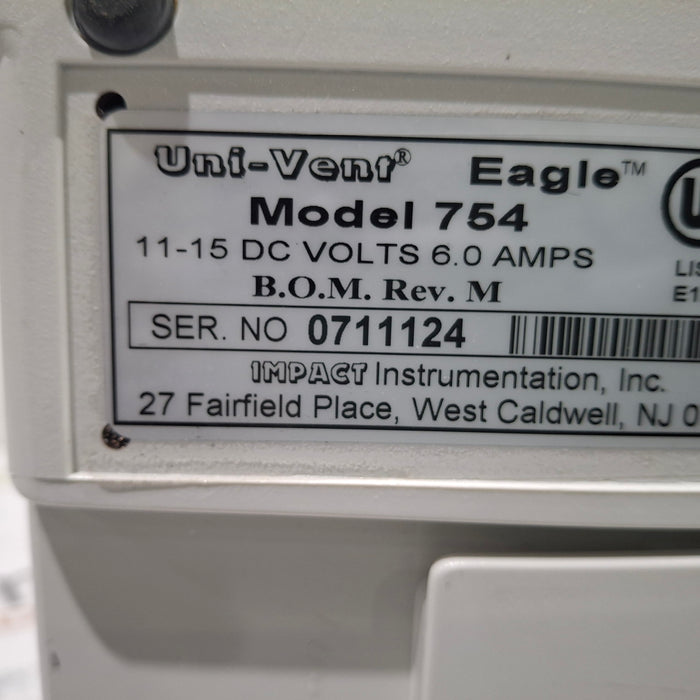 Uni-Vent® Eagle™
Model 754
11-15 DC VOLTS 6.0 AMPS
B.O.M. Rev. M
SER. NO 0711124
IMPACT Instrumentation, Inc.
27 Fairfield Place, West Caldwell, NJ